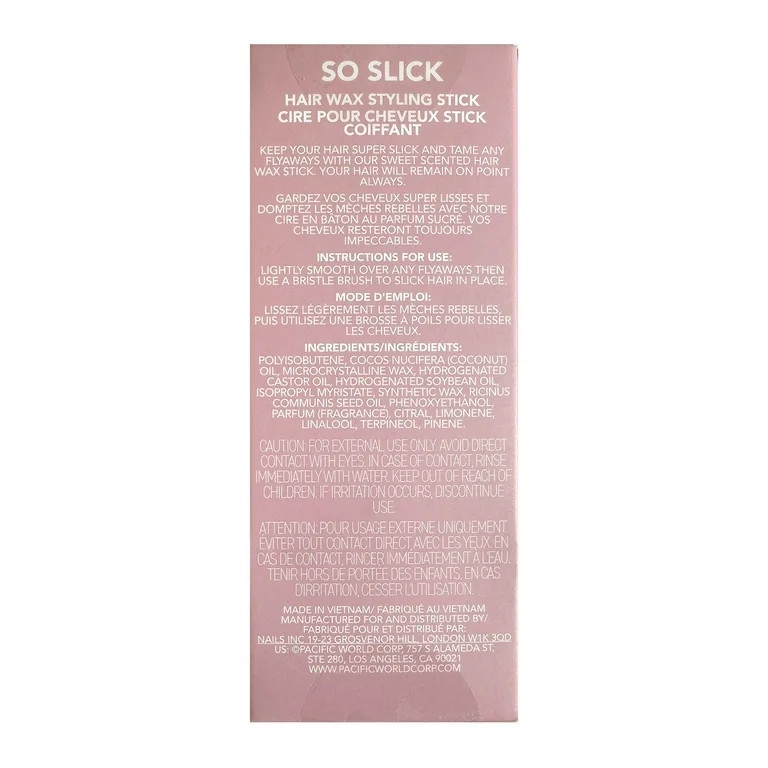 SO SLICK
HAIR WAX STYLING STICK
CIRE POUR CHEVEUX STICK
COIFFANT
KEEP YOUR HAIR SUPER SLICK AND TAME ANY
FLYAWAYS WITH OUR SWEET SCENTED HAIR
WAX STICK. YOUR HAIR WILL REMAIN ON POINT
ALWAYS.
GARDEZ VOS CHEVEUX SUPER LISSES ET
DOMPTEZ LES MÈCHES REBELLES AVEC NOTRE
CIRE EN BÂTON AU PARFUM SUCRÉ. VOS
CHEVEUX RESTERONT TOUJOURS
IMPECCABLES.
INSTRUCTIONS FOR USE:
LIGHTLY SMOOTH OVER ANY FLYAWAYS THEN
USE A BRISTLE BRUSH TO SLICK HAIR IN PLACE.
MODE D'EMPLOI:
LISSEZ LÉGÈREMENT LES MÈCHES REBELLES,
PUIS UTILISEZ UNE BROSSE À POILS POUR LISSER
LES CHEVEUX.
INGREDIENTS/INGRÉDIENTS:
POLYISOBUTENE, COCOS NUCIFERA (COCONUT)
OIL, MICROCRYSTALLINE WAX, HYDROGENATED
CASTOR OIL, HYDROGENATED SOYBEAN OIL,
ISOPROPYL MYRISTATE, SYNTHETIC WAX, RICINUS
COMMUNIS SEED OIL, PHENOXYETHANOL,
PARFUM (FRAGRANCE), CITRAL, LIMONENE,
LINALOOL, TERPINEOL, PINENE.
CAUTION: FOR EXTERNAL USE ONLY. AVOID DIRECT
CONTACT WITH EYES. IN CASE OF CONTACT, RINSE
IMMEDIATELY WITH WATER. KEEP OUT OF REACH OF
CHILDREN. IF IRRITATION OCCURS, DISCONTINUE
USE.
ATTENTION: POUR USAGE EXTERNE UNIQUEMENT.
ÉVITER TOUT CONTACT DIRECT AVEC LES YEUX. EN
CAS DE CONTACT, RINCER IMMÉDIATEMENT À L'EAU.
TENIR HORS DE PORTÉE DES ENFANTS. EN CAS
D'IRRITATION, CESSER L'UTILISATION.
MADE IN VIETNAM/ FABRIQUÉ AU VIETNAM
MANUFACTURED FOR AND DISTRIBUTED BY/
FABRIQUÉ POUR ET DISTRIBUÉ PAR:
NAILS INC 19-23 GROSVENOR HILL, LONDON W1K 3QD
US: ©PACIFIC WORLD CORP, 757 S ALAMEDA ST,
STE 280, LOS ANGELES, CA 90021
WWW.PACIFICWORLDCORP.COM